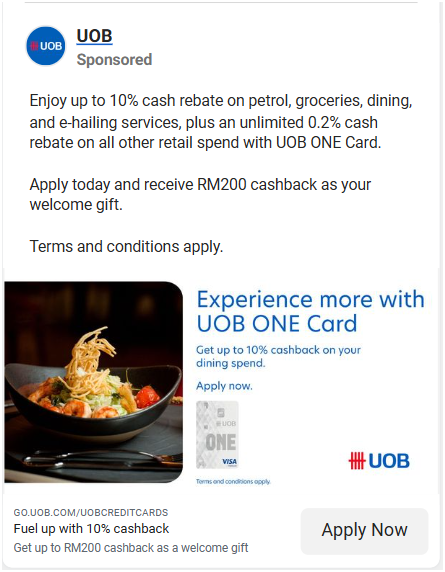 UOB
UOB
Sponsored
Enjoy up to 10% cash rebate on petrol, groceries, dining,
and e-hailing services, plus an unlimited 0.2% cash
rebate on all other retail spend with UOB ONE Card.
Apply today and receive RM200 cashback as your
welcome gift.
Terms and conditions apply.
Experience more with
UOB ONE Card
Get up to 10% cashback on your
dining spend.
Apply now.
UOB
ONE
VISA
Terms and conditions apply.
UOB
GO.UOB.COM/UOBCREDITCARDS
Fuel up with 10% cashback
Get up to RM200 cashback as a welcome gift
Apply Now